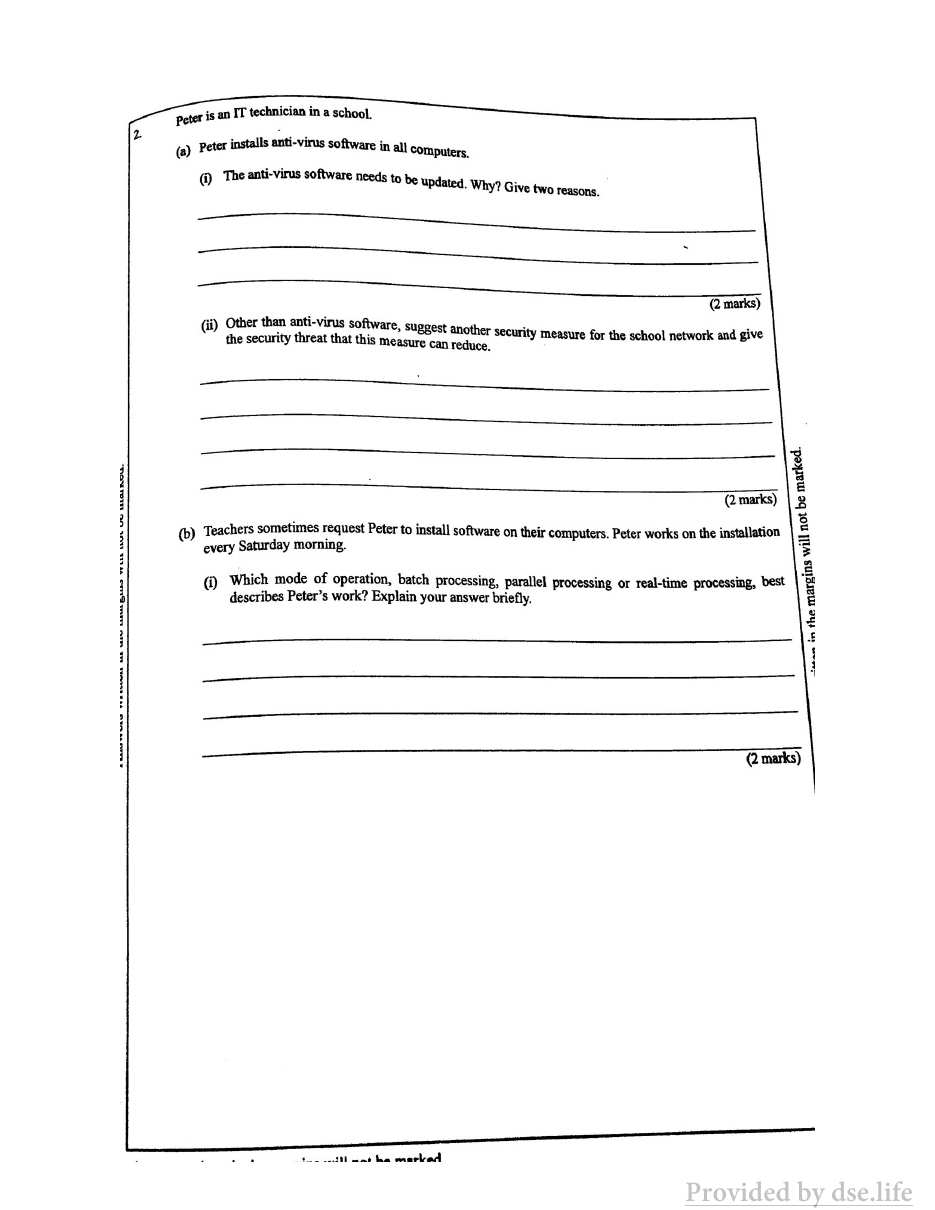 2
Peter is an IT technician in a school.
(a) Peter installs anti-virus software in all computers.
(i) The anti-virus software needs to be updated. Why? Give two reasons.
(2 marks)
(ii) Other than anti-virus software, suggest another security measure for the school network and give
the security threat that this measure can reduce.
(2 marks)
(b) Teachers sometimes request Peter to install software on their computers. Peter works on the installation
every Saturday morning.
(i) Which mode of operation, batch processing, parallel processing or real-time processing, best
describes Peter's work? Explain your answer briefly.
(2 marks)
in the margins will not be marked.
will not be marked
Provided by dse.life